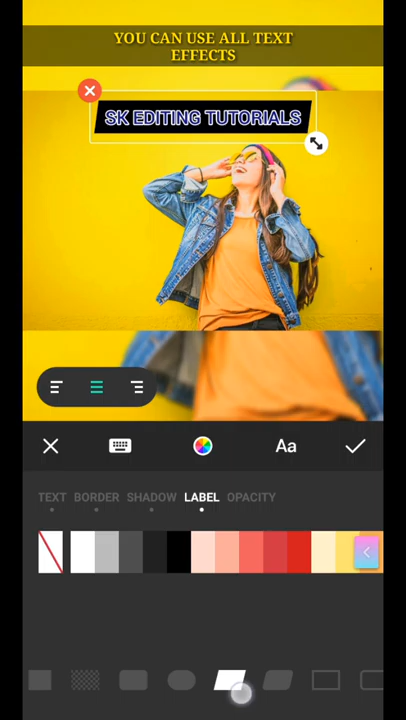 YOU CAN USE ALL TEXT
EFFECTS
SK EDITING TUTORIALS
Aa
TEXT BORDER SHADOW LABEL OPACITY